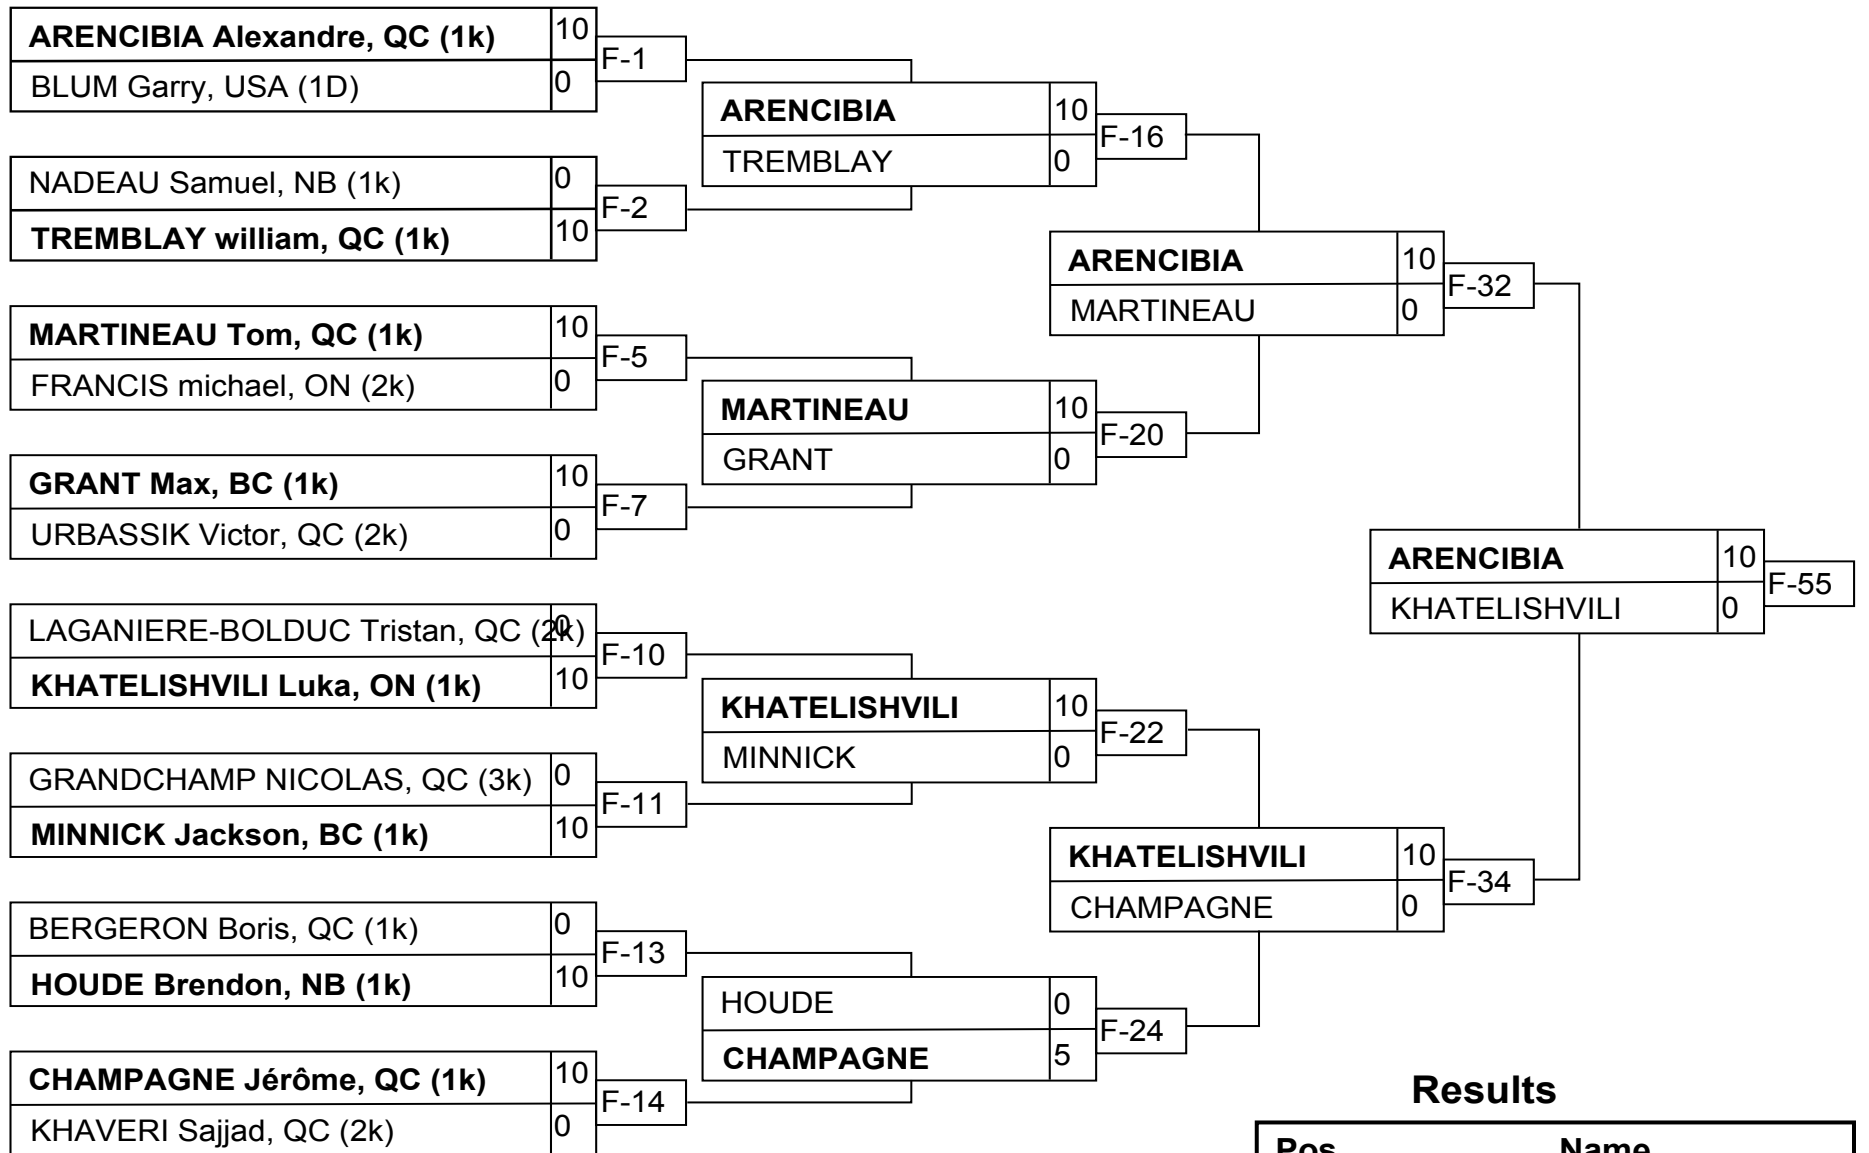 ARENCIBIA Alexandre, QC (1k) 10
BLUM Garry, USA (1D) 0
F-1
NADEAU Samuel, NB (1k) 0
TREMBLAY william, QC (1k) 10
F-2
MARTINEAU Tom, QC (1k) 10
FRANCIS michael, ON (2k) 0
F-5
GRANT Max, BC (1k) 10
URBASSIK Victor, QC (2k) 0
F-7
LAGANIERE-BOLDUC Tristan, QC (2k) 0
KHATELISHVILI Luka, ON (1k) 10
F-10
GRANDCHAMP NICOLAS, QC (3k) 0
MINNICK Jackson, BC (1k) 10
F-11
BERGERON Boris, QC (1k) 0
HOUDE Brendon, NB (1k) 10
F-13
CHAMPAGNE Jérôme, QC (1k) 10
KHAVERI Sajjad, QC (2k) 0
F-14
ARENCIBIA 10
TREMBLAY 0
F-16
MARTINEAU 10
GRANT 0
F-20
KHATELISHVILI 10
MINNICK 0
F-22
HOUDE 0
CHAMPAGNE 5
F-24
ARENCIBIA 10
MARTINEAU 0
F-32
KHATELISHVILI 10
CHAMPAGNE 0
F-34
ARENCIBIA 10
KHATELISHVILI 0
F-55
Results
Pos Name